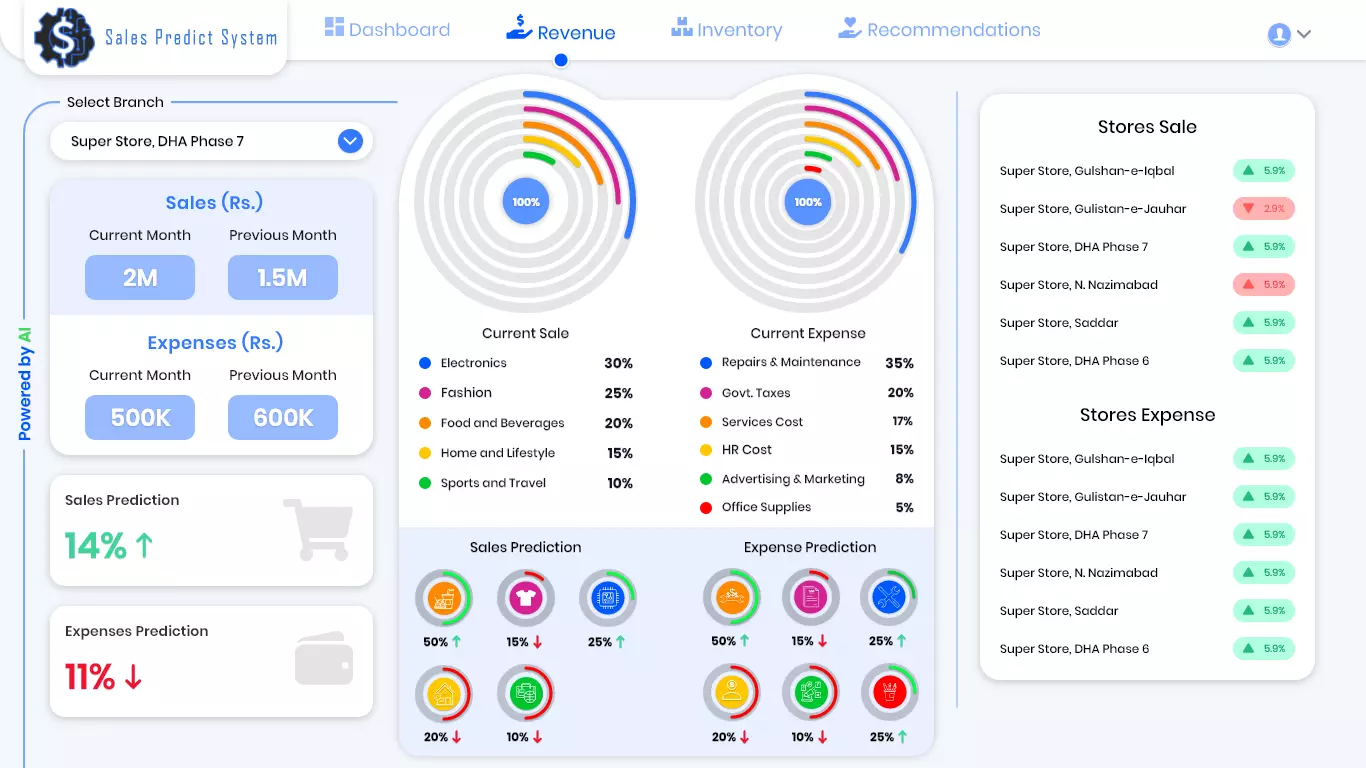 Sales Predict System
Dashboard
Revenue
Inventory
Recommendations
Select Branch
Super Store, DHA Phase 7
Sales (Rs.)
Current Month Previous Month
2M 1.5M
Expenses (Rs.)
Current Month Previous Month
500K 600K
Powered by AI
Sales Prediction
14%
Expenses Prediction
11%
100%
Current Sale
Electronics 30%
Fashion 25%
Food and Beverages 20%
Home and Lifestyle 15%
Sports and Travel 10%
100%
Current Expense
Repairs & Maintenance 35%
Govt. Taxes 20%
Services Cost 17%
HR Cost 15%
Advertising & Marketing 8%
Office Supplies 5%
Sales Prediction
50% 15% 25%
20% 10%
Expense Prediction
50% 15% 25%
20% 10% 25%
Stores Sale
Super Store, Gulshan-e-Iqbal 5.9%
Super Store, Gulistan-e-Jauhar 2.9%
Super Store, DHA Phase 7 5.9%
Super Store, N. Nazimabad 5.9%
Super Store, Saddar 5.9%
Super Store, DHA Phase 6 5.9%
Stores Expense
Super Store, Gulshan-e-Iqbal 5.9%
Super Store, Gulistan-e-Jauhar 5.9%
Super Store, DHA Phase 7 5.9%
Super Store, N. Nazimabad 5.9%
Super Store, Saddar 5.9%
Super Store, DHA Phase 6 5.9%